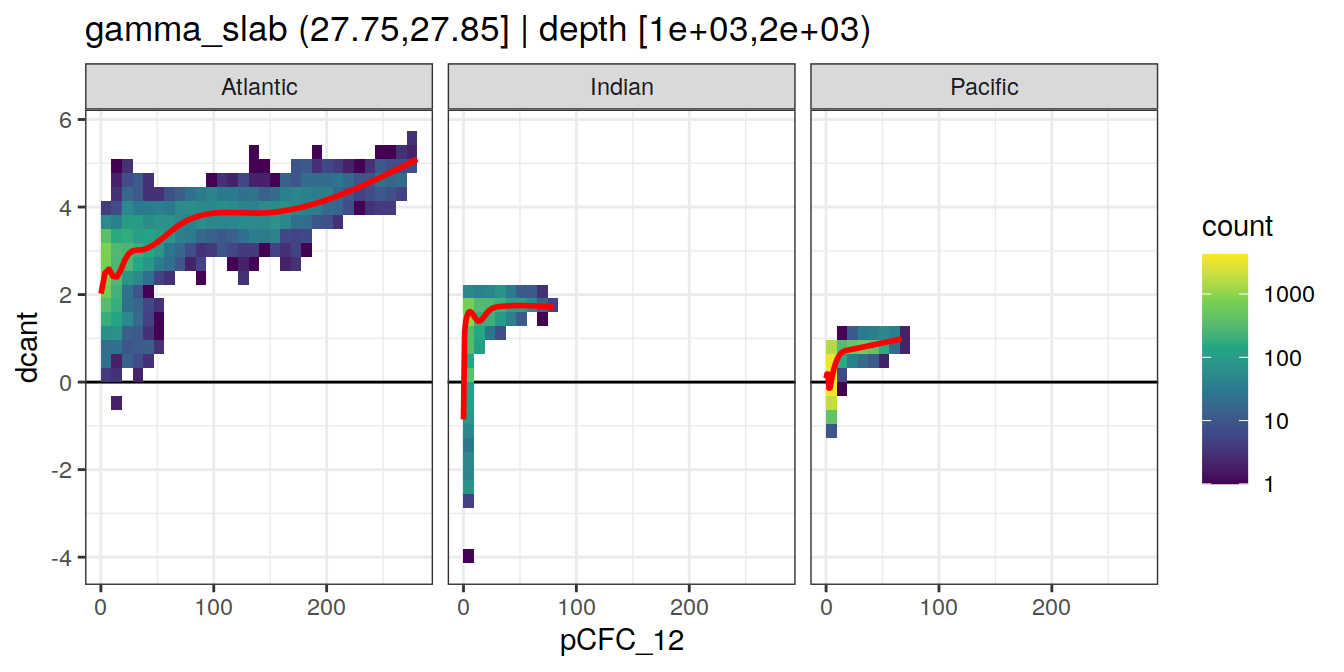 gamma_slab (27.75,27.85] | depth [1e+03,2e+03)
Atlantic Indian Pacific
6
4
2
0
-2
-4
dcant
0 100 200 0 100 200 0 100 200
pCFC_12
count
1000
100
10
1